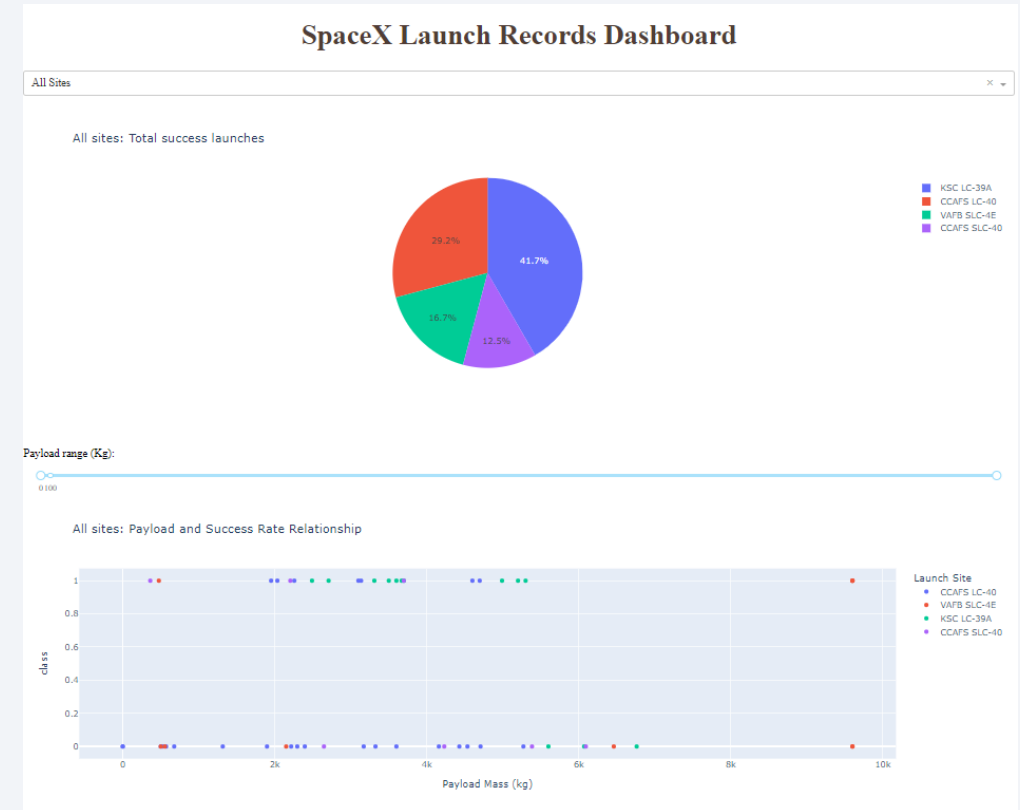 SpaceX Launch Records Dashboard
All Sites
All sites: Total success launches
KSC LC-39A
CCAFS LC-40
VAFB SLC-4E
CCAFS SLC-40
29.2%
41.7%
16.7%
12.5%
Payload range (Kg):
0 100
All sites: Payload and Success Rate Relationship
Launch Site
CCAFS LC-40
VAFB SLC-4E
KSC LC-39A
CCAFS SLC-40
class
1
0.8
0.6
0.4
0.2
0
0 2k 4k 6k 8k 10k
Payload Mass (kg)